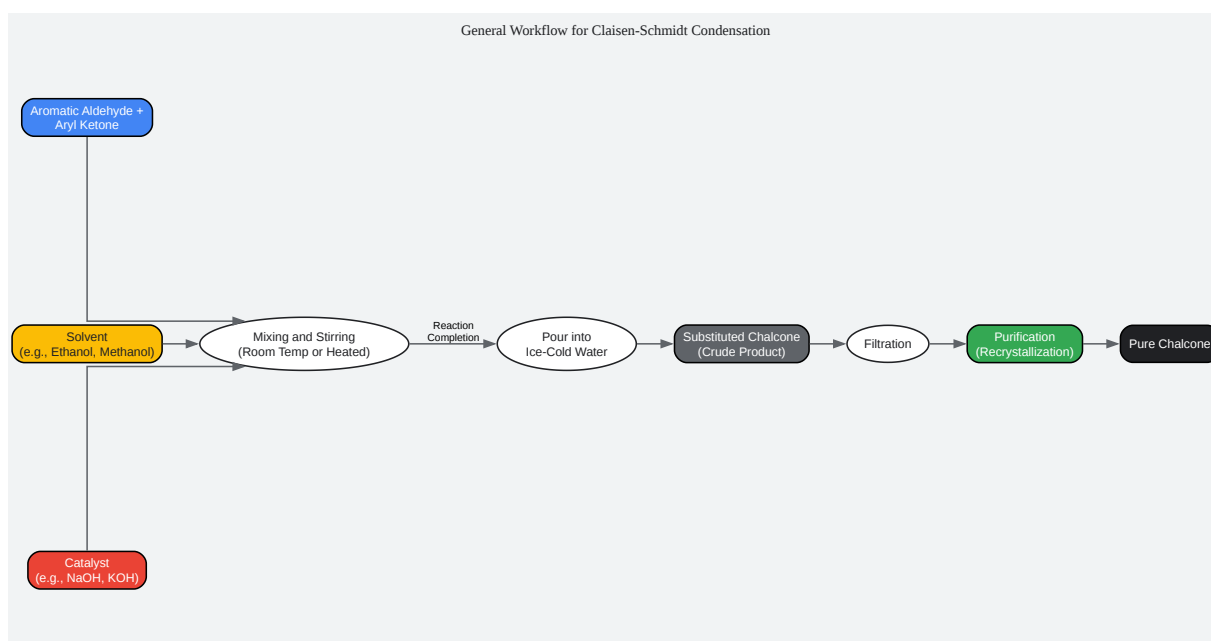 General Workflow for Claisen-Schmidt Condensation
Aromatic Aldehyde +
Aryl Ketone
Solvent
(e.g., Ethanol, Methanol)
Catalyst
(e.g., NaOH, KOH)
Mixing and Stirring
(Room Temp or Heated)
Reaction
Completion
Pour into
Ice-Cold Water
Substituted Chalcone
(Crude Product)
Filtration
Purification
(Recrystallization)
Pure Chalcone